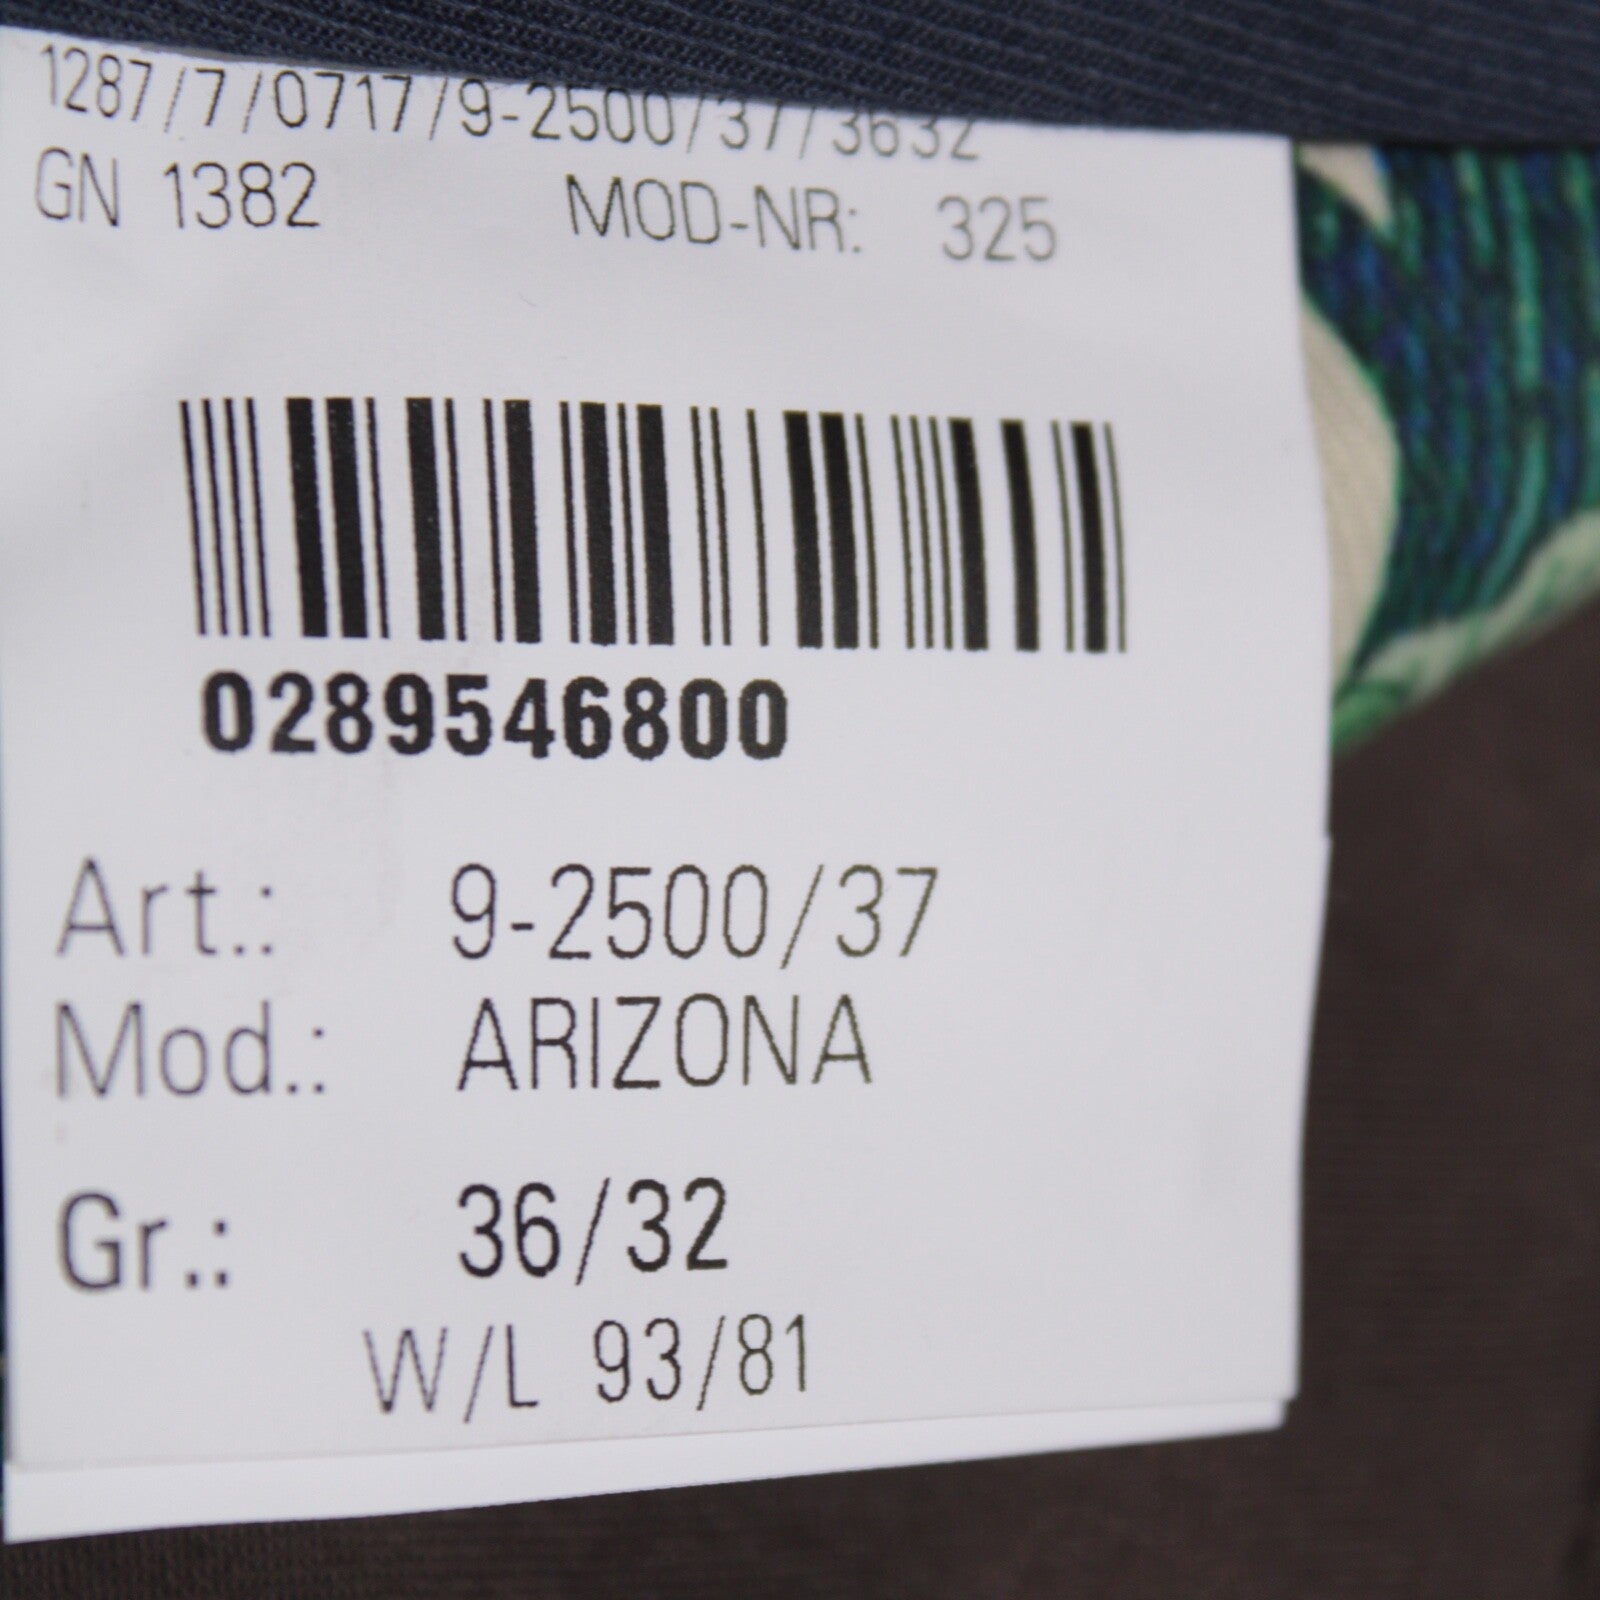 1287/7/0717/9-2500/37/3632
GN 1382 MOD-NR: 325
0289546800
Art.: 9-2500/37
Mod.: ARIZONA
Gr.: 36/32
W/L 93/81